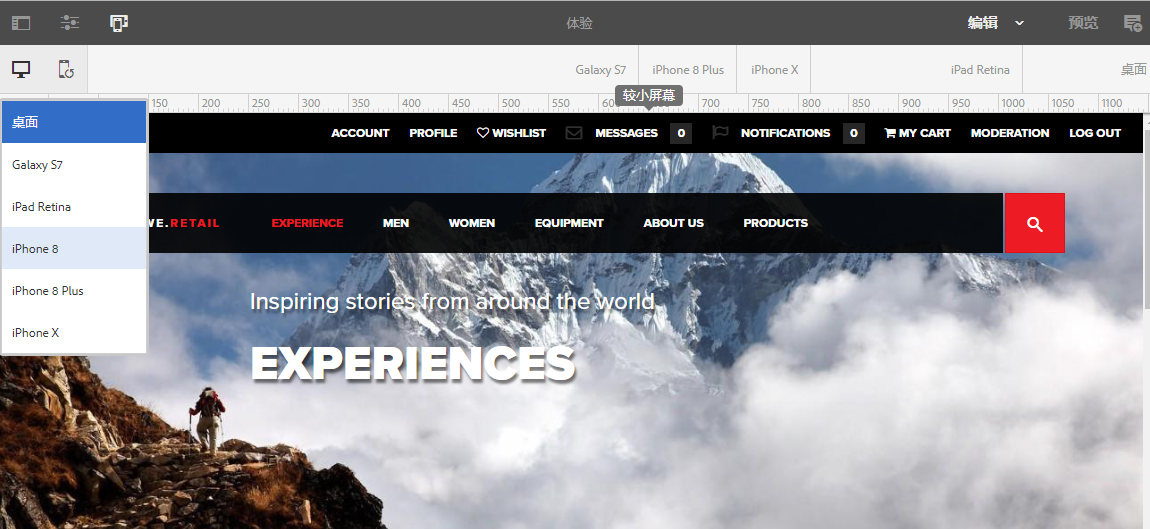 体验
编辑
预览
Galaxy S7
iPhone 8 Plus
iPhone X
iPad Retina
桌面
150 200 250 300 350 400 450 500 550 600 700 750 800 850 900 950 1000 1050 1100
较小屏幕
桌面
Galaxy S7
iPad Retina
iPhone 8
iPhone 8 Plus
iPhone X
ACCOUNT PROFILE WISHLIST MESSAGES 0 NOTIFICATIONS 0 MY CART MODERATION LOG OUT
WE.RETAIL EXPERIENCE MEN WOMEN EQUIPMENT ABOUT US PRODUCTS
Inspiring stories from around the world.
EXPERIENCES